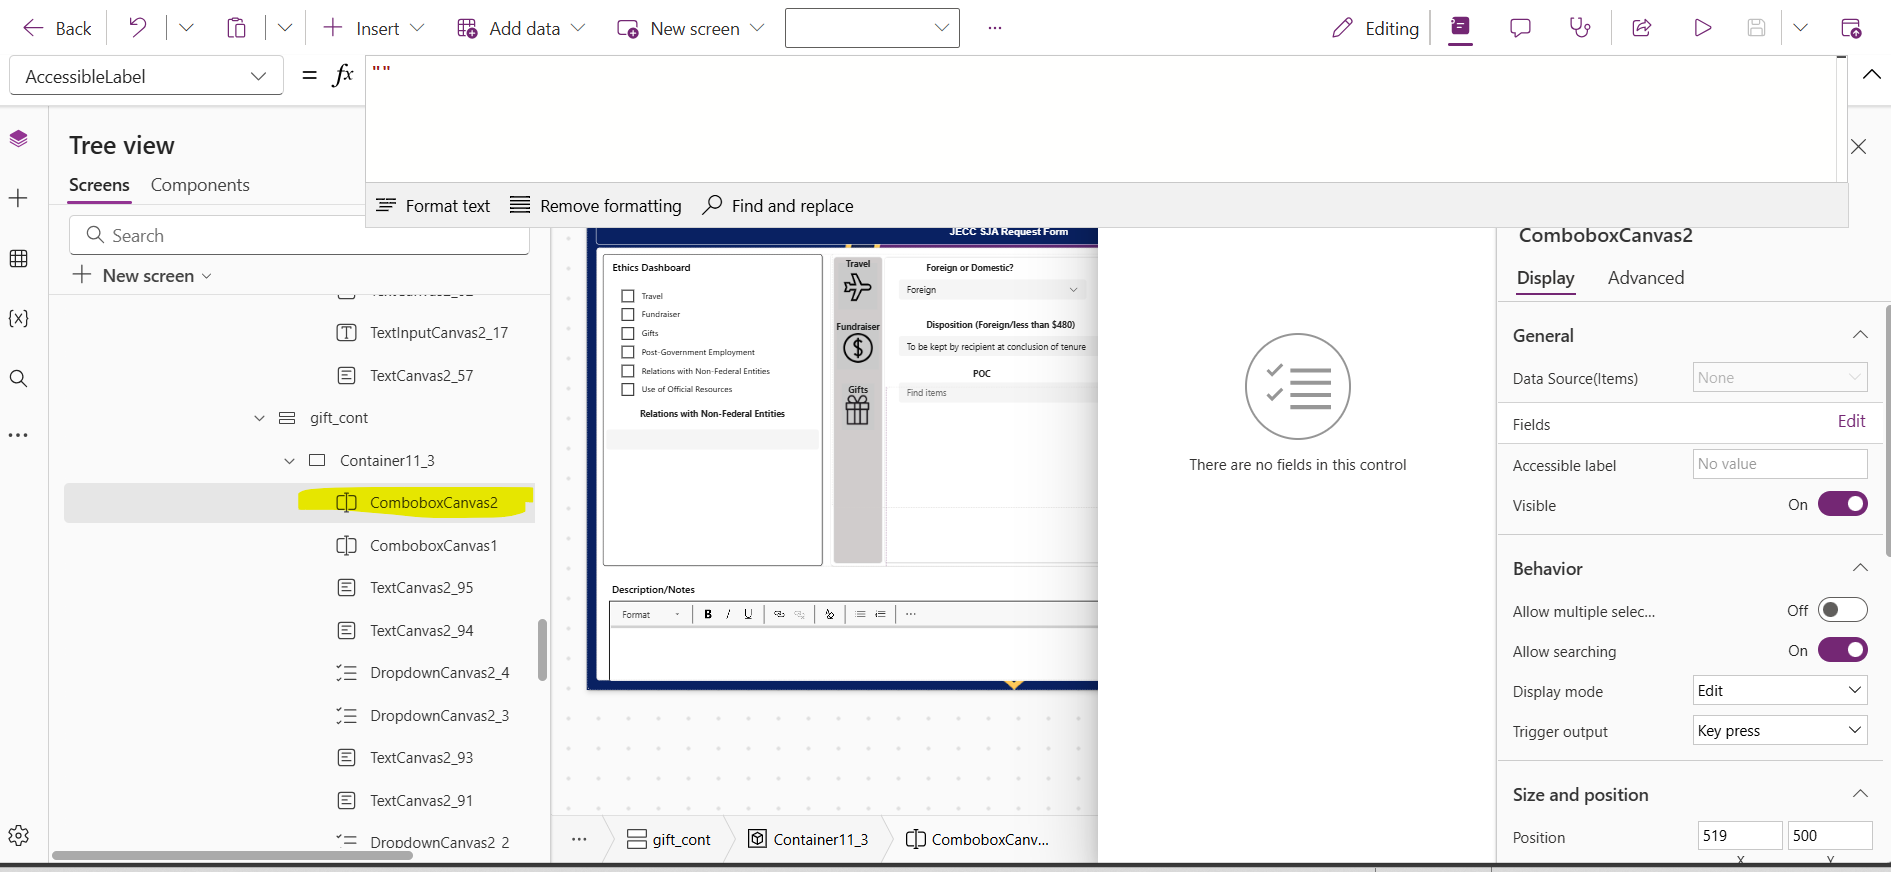 Back
Insert
Add data
New screen
...
Editing
AccessibleLabel
= fx
""
Format text
Remove formatting
Find and replace
Tree view
Screens
Components
Search
New screen
TextInputCanvas2_17
TextCanvas2_57
gift_cont
Container11_3
ComboboxCanvas2
ComboboxCanvas1
TextCanvas2_95
TextCanvas2_94
DropdownCanvas2_4
DropdownCanvas2_3
TextCanvas2_93
TextCanvas2_91
DropdownCanvas2_2
JECC SJA Request Form
Ethics Dashboard
Travel
Fundraiser
Gifts
Post-Government Employment
Relations with Non-Federal Entities
Use of Official Resources
Relations with Non-Federal Entities
Travel
Fundraiser
Gifts
Foreign or Domestic?
Foreign
Disposition (Foreign/less than $480)
To be kept by recipient at conclusion of tenure
POC
Find items
Description/Notes
Format
B I U
...
... gift_cont
Container11_3
ComboboxCanv...
There are no fields in this control
ComboboxCanvas2
Display
Advanced
General
Data Source(Items)
None
Fields
Edit
Accessible label
No value
Visible
On
Behavior
Allow multiple selec...
Off
Allow searching
On
Display mode
Edit
Trigger output
Key press
Size and position
Position
519
500
X
Y